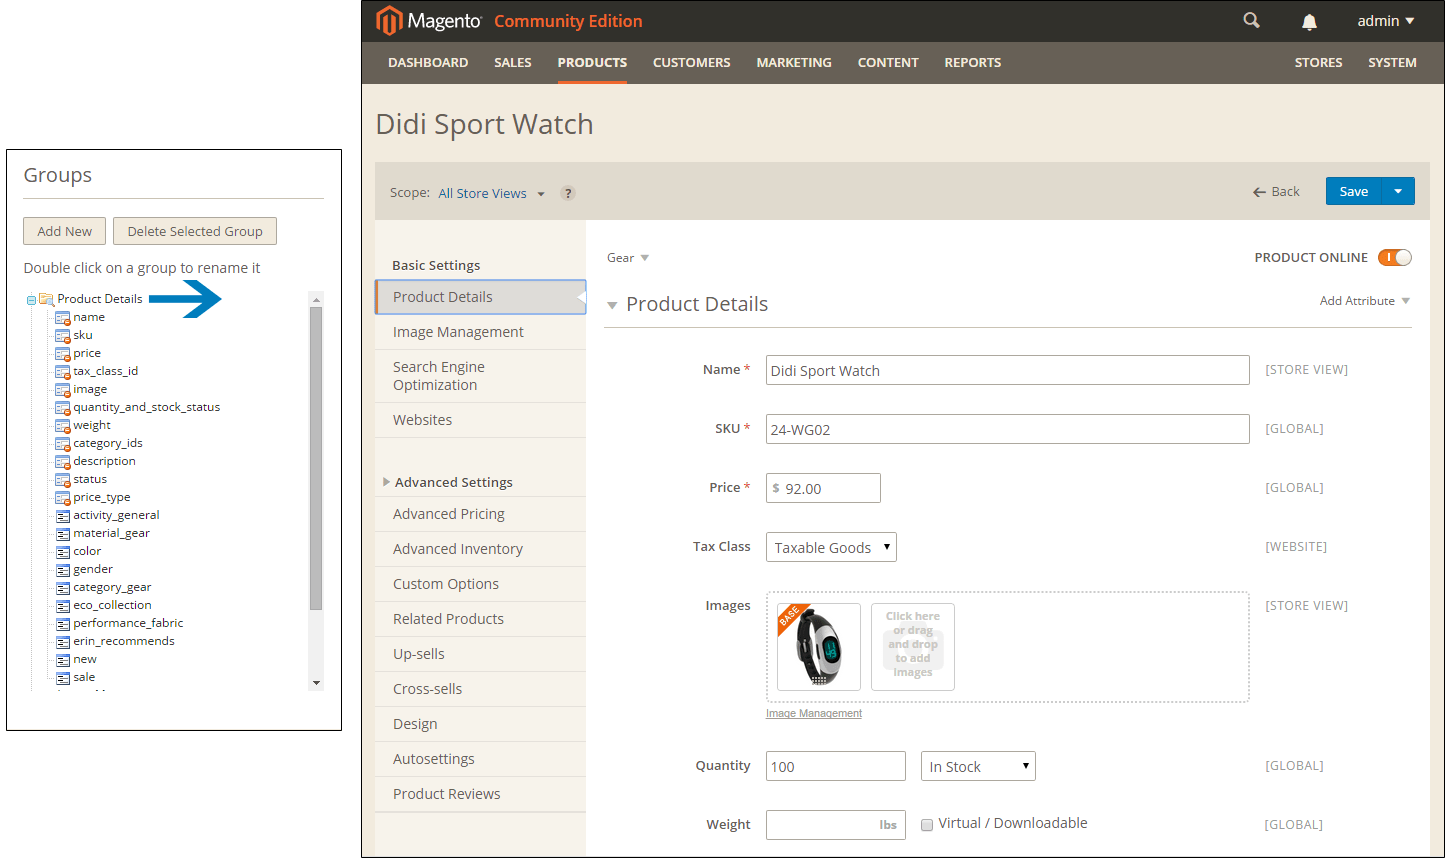 Groups
Add New
Delete Selected Group
Double click on a group to rename it
Product Details
name
sku
price
tax_class_id
image
quantity_and_stock_status
weight
category_ids
description
status
price_type
activity_general
material_gear
color
gender
category_gear
eco_collection
performance_fabric
erin_recommends
new
sale
Magento Community Edition
admin
DASHBOARD SALES PRODUCTS CUSTOMERS MARKETING CONTENT REPORTS STORES SYSTEM
Didi Sport Watch
Scope: All Store Views ?
Back
Save
Basic Settings
Product Details
Image Management
Search Engine
Optimization
Websites
Advanced Settings
Advanced Pricing
Advanced Inventory
Custom Options
Related Products
Up-sells
Cross-sells
Design
Autosettings
Product Reviews
Gear
PRODUCT ONLINE
Product Details
Add Attribute
Name * Didi Sport Watch [STORE VIEW]
SKU * 24-WG02 [GLOBAL]
Price * $ 92.00 [GLOBAL]
Tax Class Taxable Goods [WEBSITE]
Images [STORE VIEW]
BASE
Click here
or drag
and drop
to add
images
Image Management
Quantity 100 In Stock [GLOBAL]
Weight lbs Virtual / Downloadable [GLOBAL]